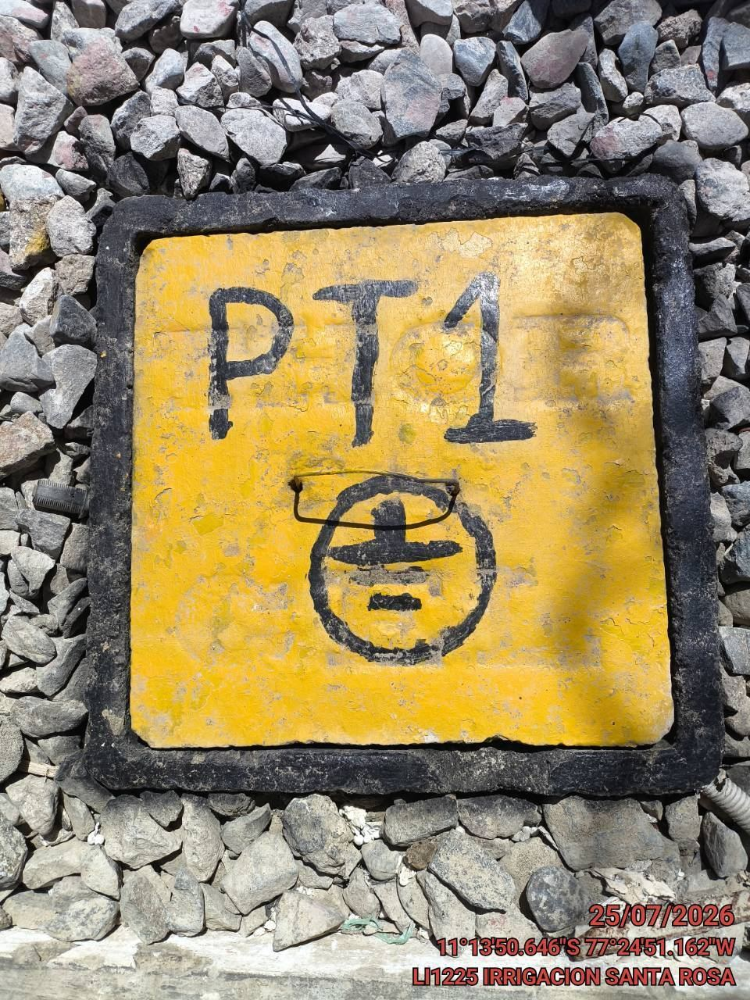 PT1
25/07/2026
11°13'50.646"S 77°24'51.162"W
LI1225 IRRIGACION SANTA ROSA